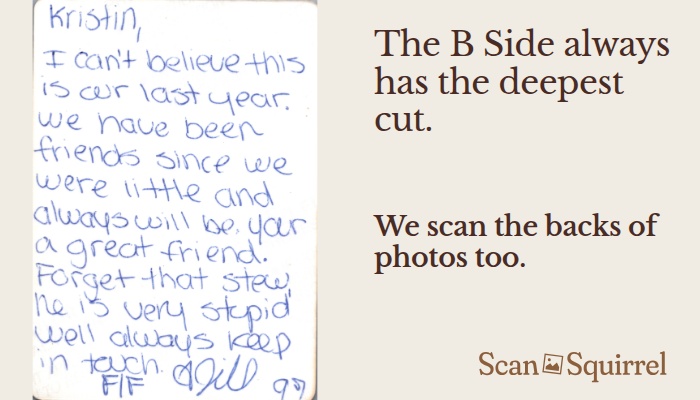 Kristin,
I can't believe this
is our last year.
we have been
friends since we
were little and
always will be. your
a great friend.
Forget that stew,
he is very stupid
well always keep
in touch.
F/F Jill 97
The B Side always
has the deepest
cut.
We scan the backs of
photos too.
Scan Squirrel